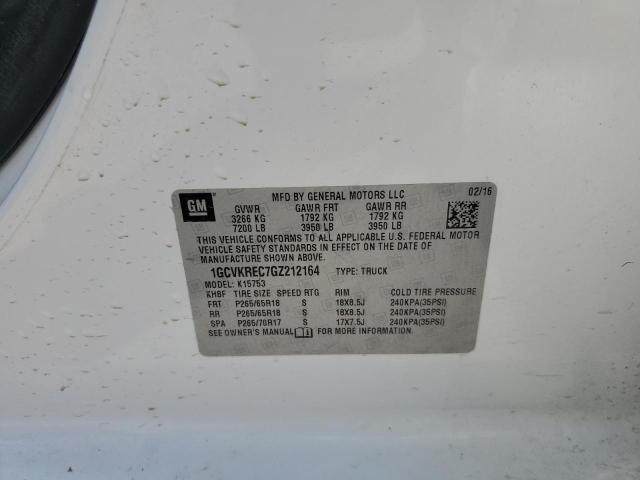 GM
MFD BY GENERAL MOTORS LLC 02/16
GVWR GAWR FRT GAWR RR
3266 KG 1792 KG 1792 KG
7200 LB 3950 LB 3950 LB
THIS VEHICLE CONFORMS TO ALL APPLICABLE U.S. FEDERAL MOTOR
VEHICLE SAFETY STANDARDS IN EFFECT ON THE DATE OF
MANUFACTURE SHOWN ABOVE.
1GCVKREC7GZ212164 TYPE: TRUCK
MODEL: K15753
KHBF TIRE SIZE SPEED RTG RIM COLD TIRE PRESSURE
FRT P265/65R18 S 18X8.5J 240KPA(35PSI)
RR P265/65R18 S 18X8.5J 240KPA(35PSI)
SPA P265/70R17 S 17X7.5J 240KPA(35PSI)
SEE OWNER'S MANUAL FOR MORE INFORMATION.